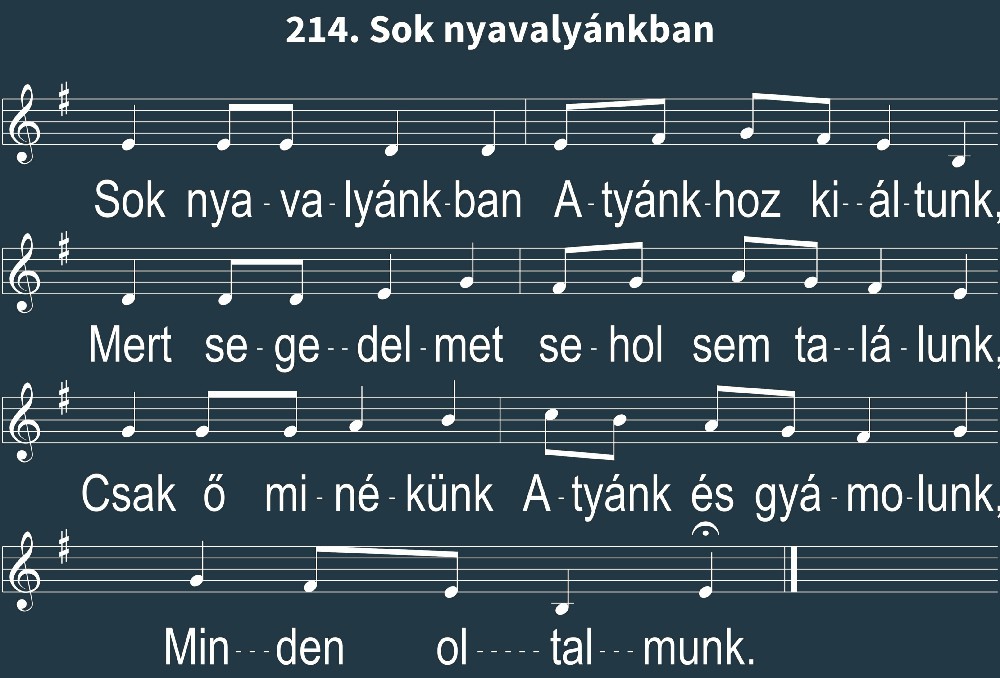 214. Sok nyavalyánkban
Sok nya - va - lyánk - ban A - tyánk - hoz ki - - ál - tunk,
Mert se - ge - - del - met se - hol sem ta - - lá - lunk,
Csak ő mi - né - künk A - tyánk és gyá - mo - lunk,
Min - - - den ol - - - - - tal - - - munk.